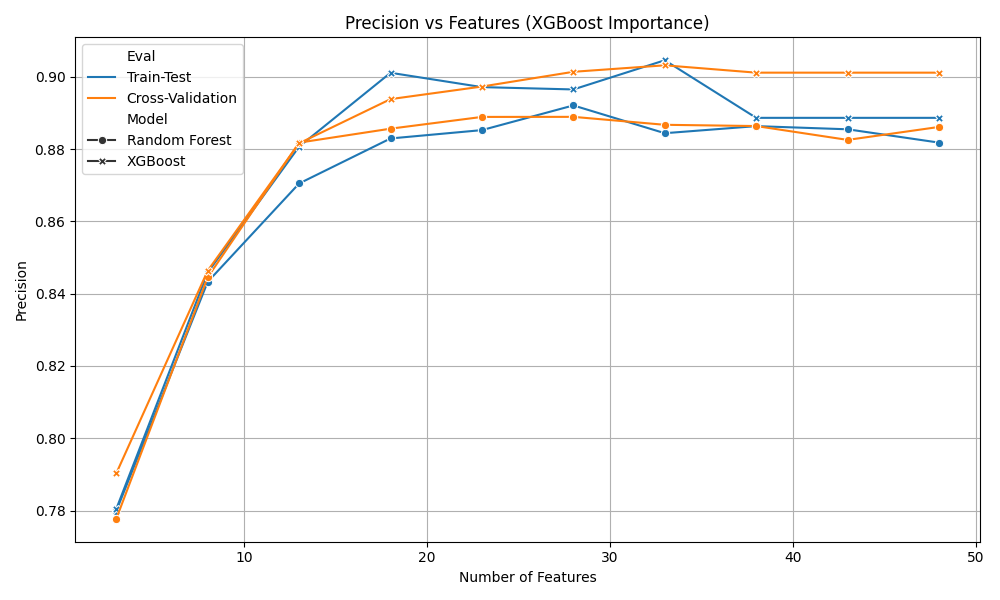 Precision vs Features (XGBoost Importance)
Eval
Train-Test
Cross-Validation
Model
Random Forest
XGBoost
Precision
0.90
0.88
0.86
0.84
0.82
0.80
0.78
10
20
30
40
50
Number of Features